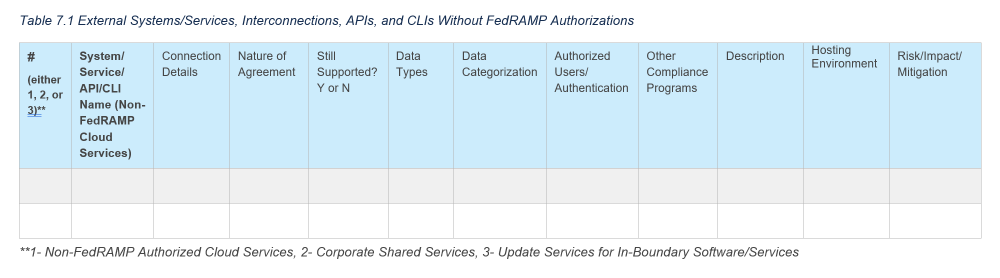 Table 7.1 External Systems/Services, Interconnections, APIs, and CLIs Without FedRAMP Authorizations
#
(either
1, 2, or
3)**
System/
Service/
API/CLI
Name (Non-
FedRAMP
Cloud
Services)
Connection
Details
Nature of
Agreement
Still
Supported?
Y or N
Data
Types
Data
Categorization
Authorized
Users/
Authentication
Other
Compliance
Programs
Description
Hosting
Environment
Risk/Impact/
Mitigation
**1- Non-FedRAMP Authorized Cloud Services, 2- Corporate Shared Services, 3- Update Services for In-Boundary Software/Services